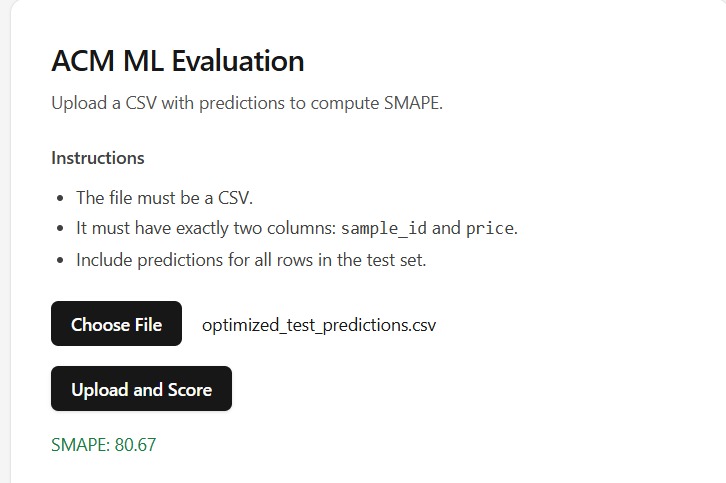 ACM ML Evaluation
Upload a CSV with predictions to compute SMAPE.
Instructions
• The file must be a CSV.
• It must have exactly two columns: sample_id and price.
• Include predictions for all rows in the test set.
Choose File optimized_test_predictions.csv
Upload and Score
SMAPE: 80.67